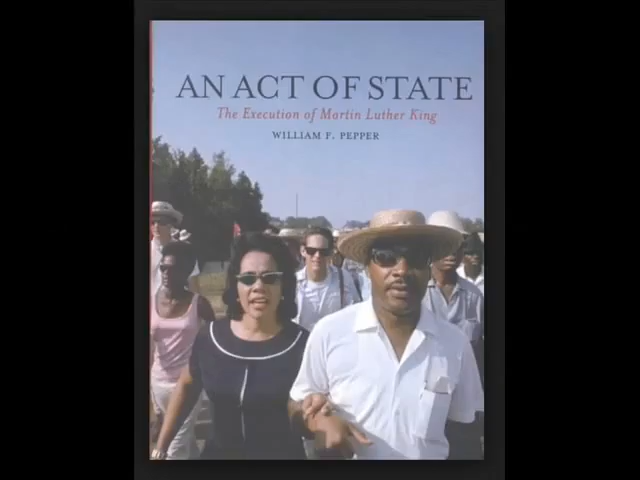 AN ACT OF STATE
The Execution of Martin Luther King
WILLIAM F. PEPPER